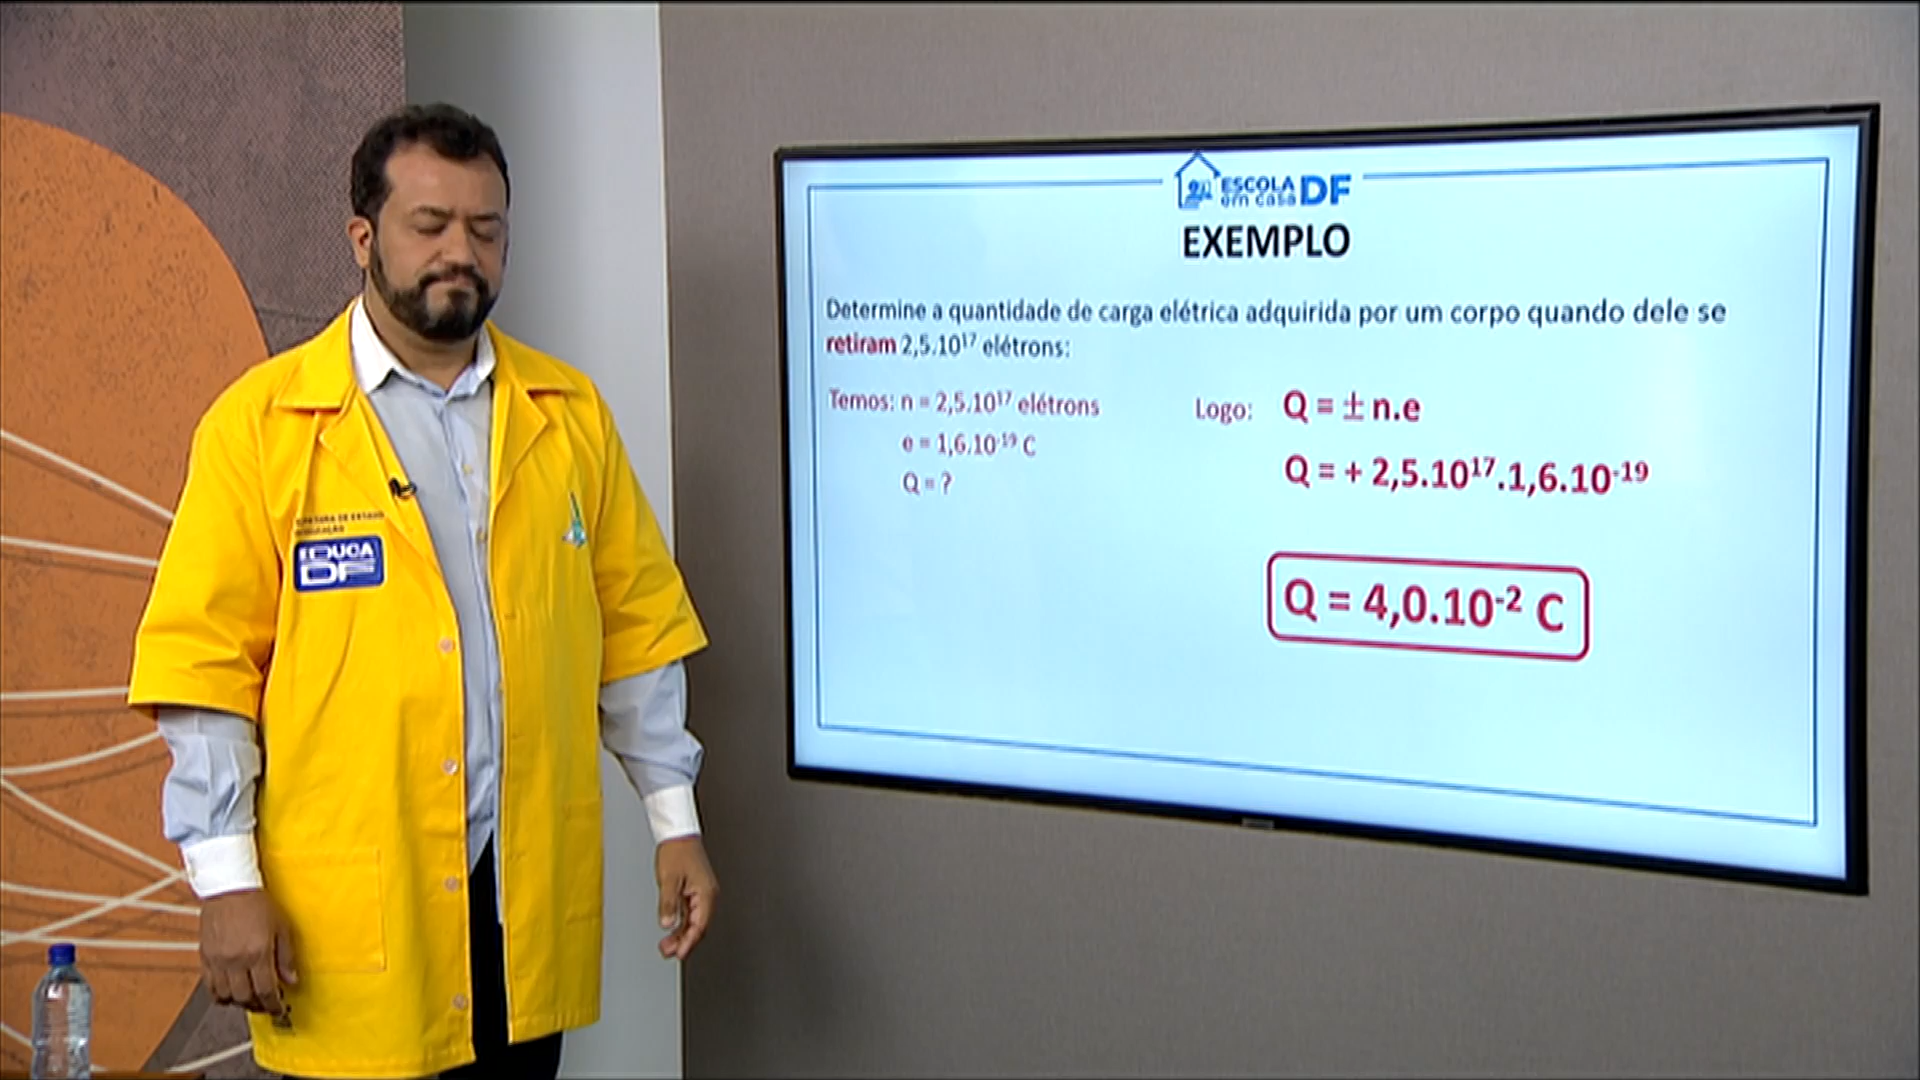 ESCOLA
em casa DF
EXEMPLO
Determine a quantidade de carga elétrica adquirida por um corpo quando dele se
retiram 2,5.10¹⁷ elétrons:
Temos: n = 2,5.10¹⁷ elétrons
e = 1,6.10⁻¹⁹ C
Q = ?
Logo: Q = ± n.e
Q = + 2,5.10¹⁷.1,6.10⁻¹⁹
Q = 4,0.10⁻² C
DE ESTADO
EDUCA
DF